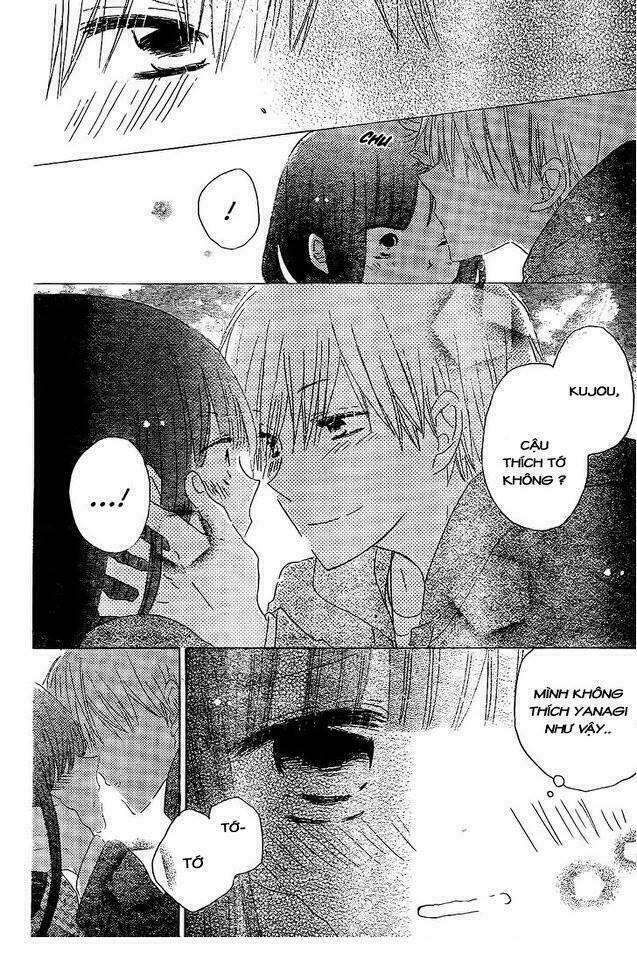 CHU
!
KUJOU,
CẬU
THÍCH TỚ
KHÔNG ?
...!
MÌNH KHÔNG
THÍCH YANAGI
NHƯ VẬY..
TỚ-
TỚ